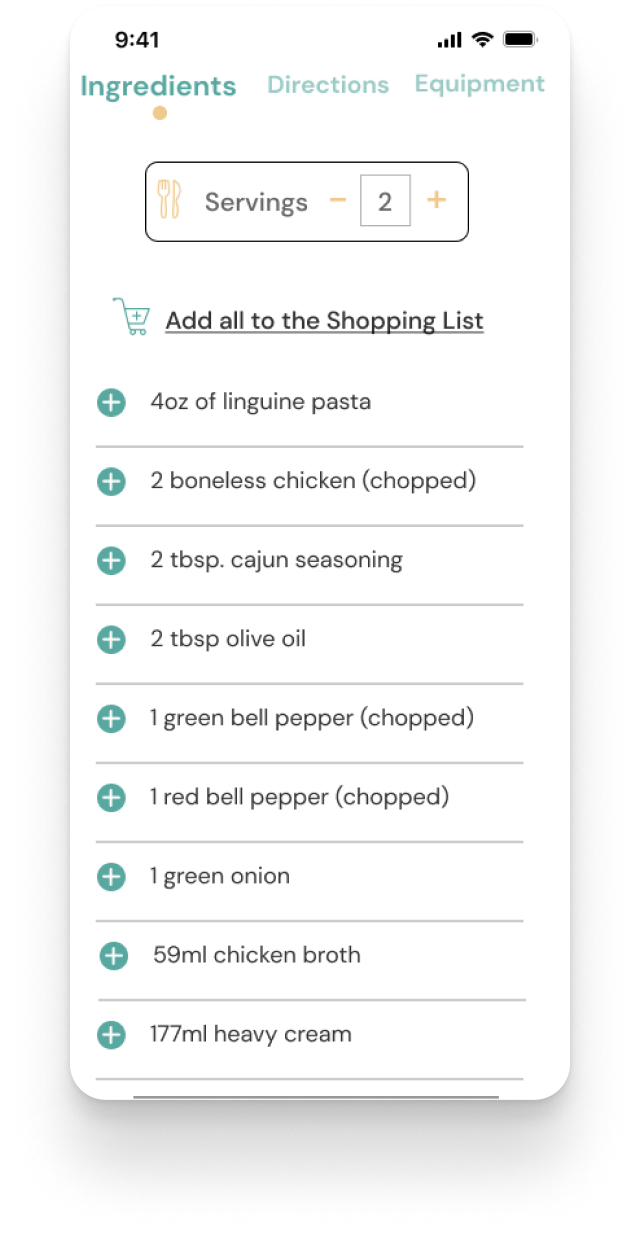 9:41
Ingredients Directions Equipment
Servings − 2 +
Add all to the Shopping List
4oz of linguine pasta
2 boneless chicken (chopped)
2 tbsp. cajun seasoning
2 tbsp olive oil
1 green bell pepper (chopped)
1 red bell pepper (chopped)
1 green onion
59ml chicken broth
177ml heavy cream